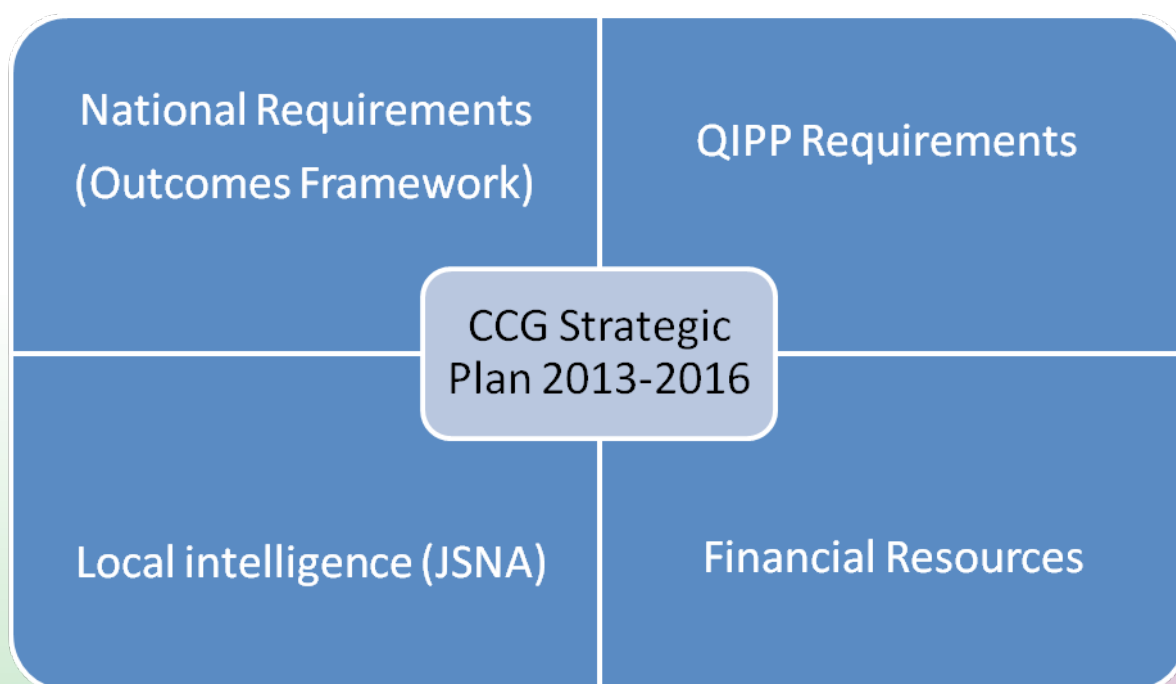 National Requirements
(Outcomes Framework)
QIPP Requirements
CCG Strategic
Plan 2013-2016
Local intelligence (JSNA)
Financial Resources